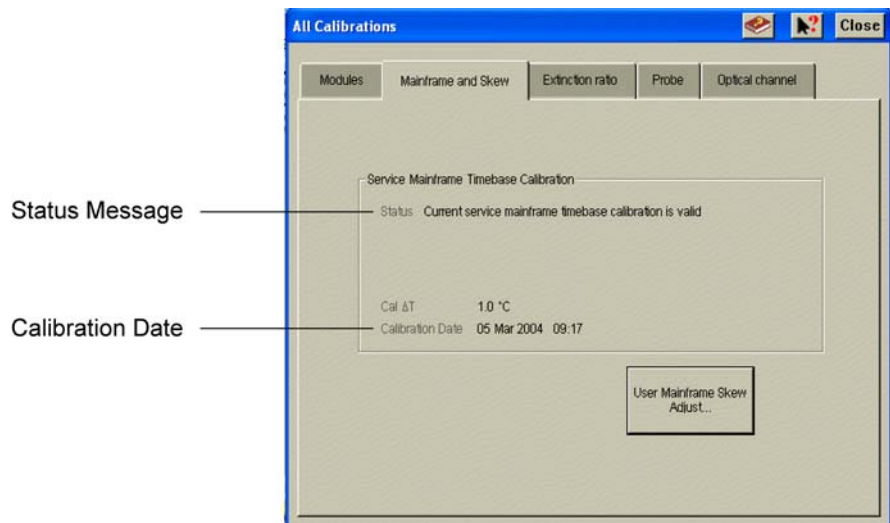 All Calibrations ? Close
Modules Mainframe and Skew Extinction ratio Probe Optical channel
Service Mainframe Timebase Calibration
Status Message Status Current service mainframe timebase calibration is valid
Cal ΔT 1.0 °C
Calibration Date Calibration Date 05 Mar 2004 09:17
User Mainframe Skew
Adjust...